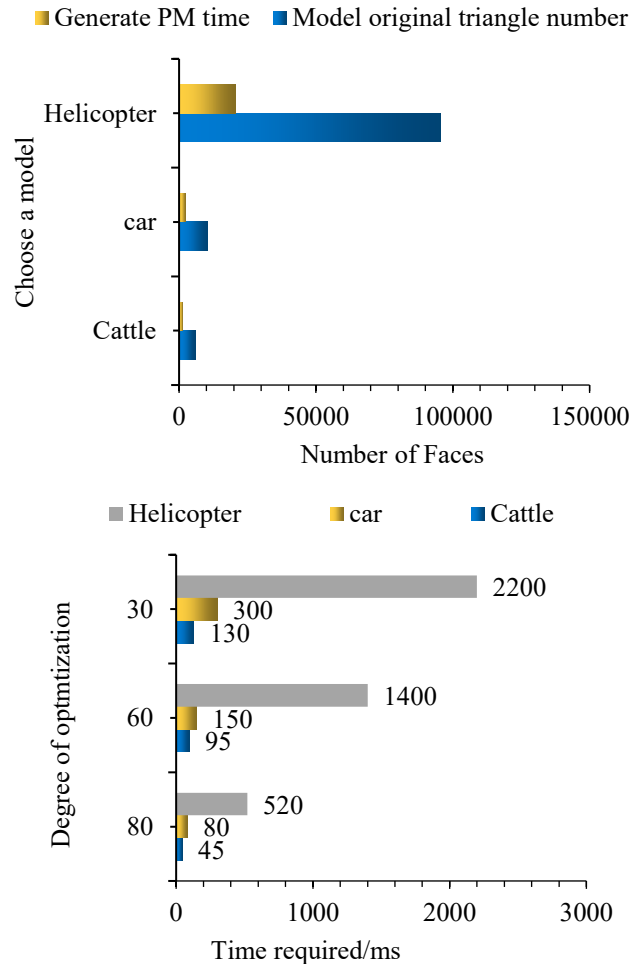 Generate PM time Model original triangle number
Choose a model
Helicopter
car
Cattle
0 50000 100000 150000
Number of Faces
Helicopter car Cattle
Degree of optmtization
30
2200
300
130
60
1400
150
95
80
520
80
45
0 1000 2000 3000
Time required/ms